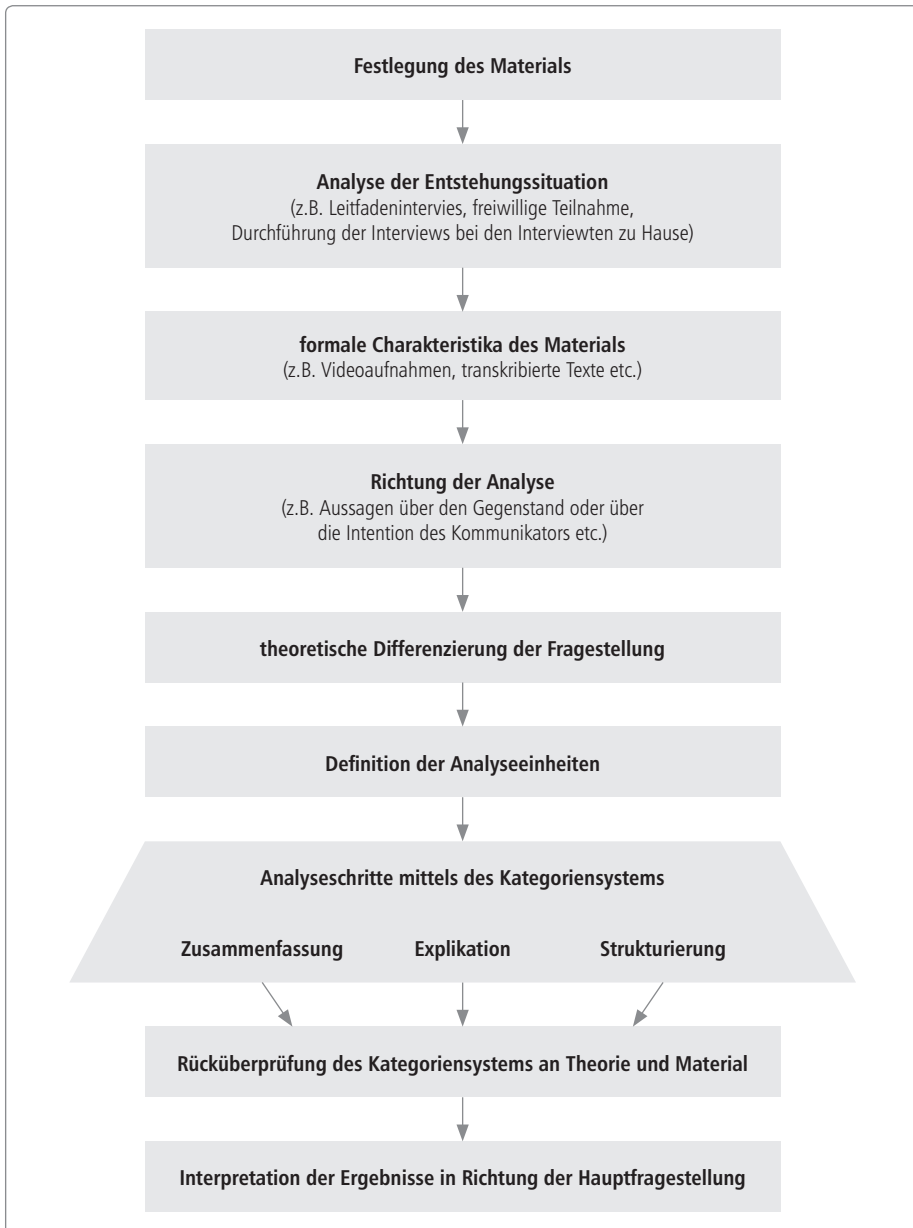 Festlegung des Materials
Analyse der Entstehungssituation
(z.B. Leitfadenintervies, freiwillige Teilnahme,
Durchführung der Interviews bei den Interviewten zu Hause)
formale Charakteristika des Materials
(z.B. Videoaufnahmen, transkribierte Texte etc.)
Richtung der Analyse
(z.B. Aussagen über den Gegenstand oder über
die Intention des Kommunikators etc.)
theoretische Differenzierung der Fragestellung
Definition der Analyseeinheiten
Analyseschritte mittels des Kategoriensystems
Zusammenfassung Explikation Strukturierung
Rücküberprüfung des Kategoriensystems an Theorie und Material
Interpretation der Ergebnisse in Richtung der Hauptfragestellung